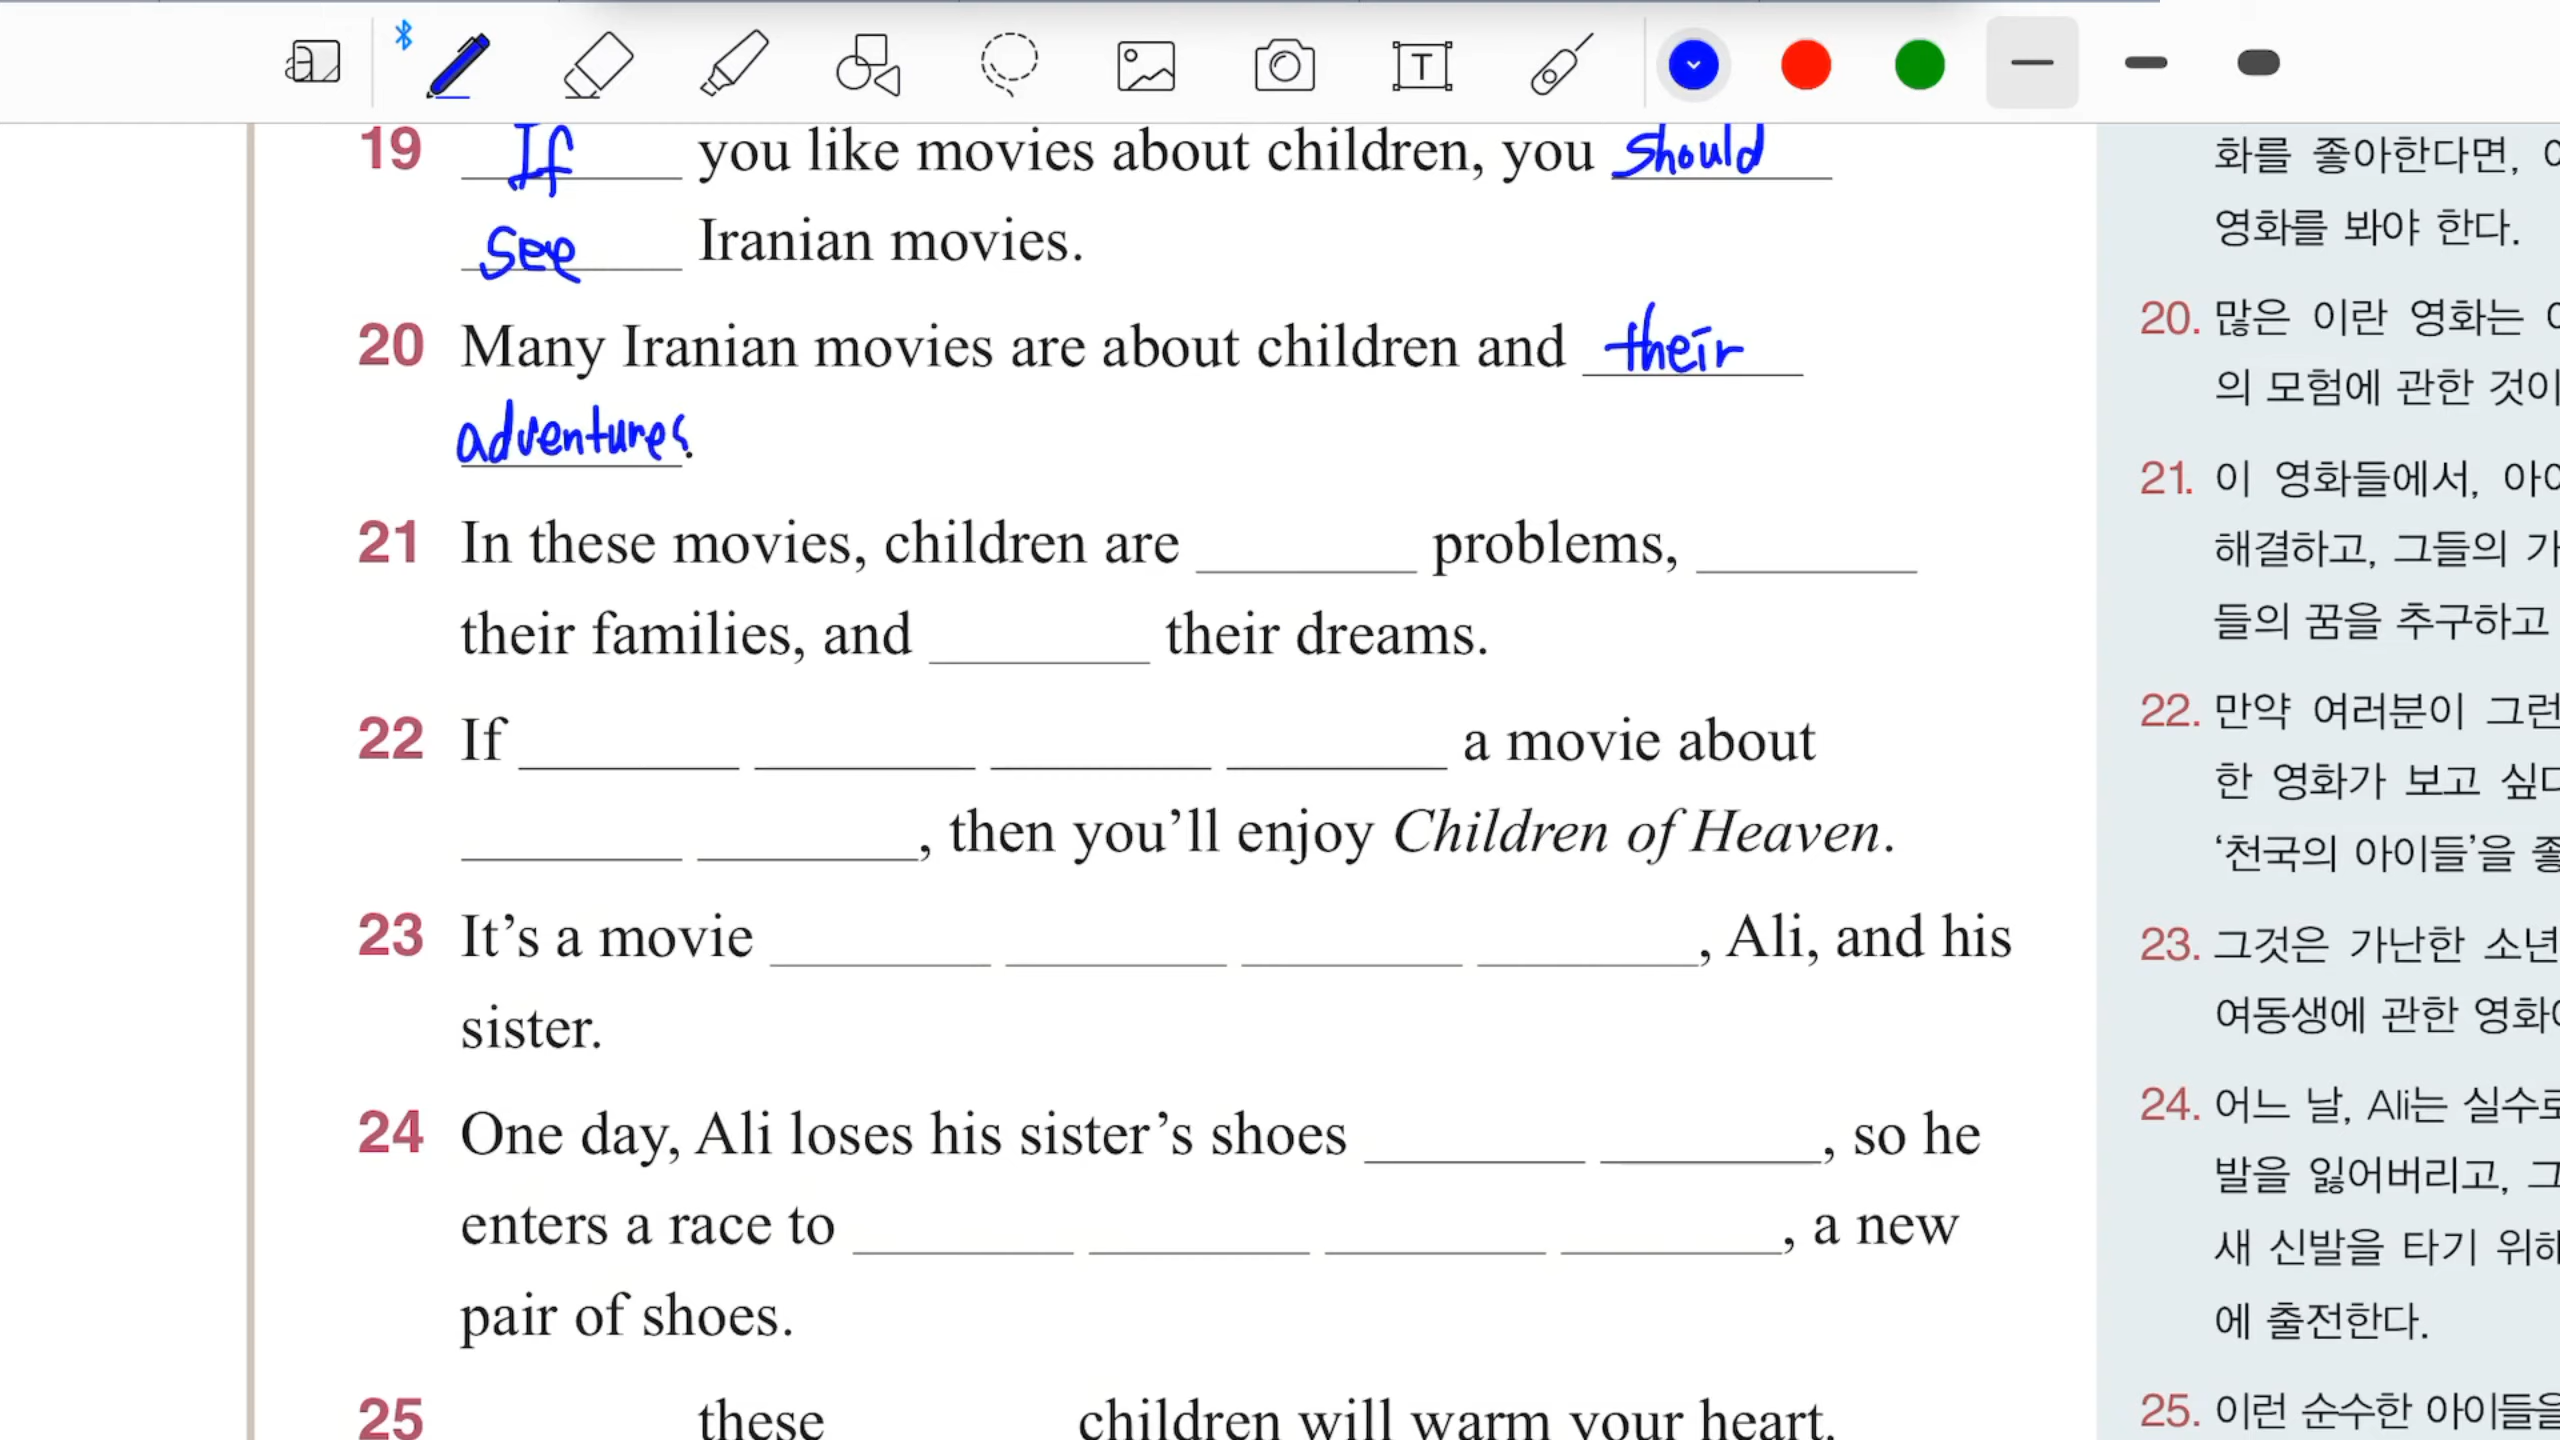 19 If you like movies about children, you should
see Iranian movies.
20 Many Iranian movies are about children and their
adventures.
21 In these movies, children are ________ problems, ________
their families, and ________ their dreams.
22 If ________ ________ ________ ________ a movie about
________ ________, then you’ll enjoy Children of Heaven.
23 It’s a movie ________ ________ ________ ________, Ali, and his
sister.
24 One day, Ali loses his sister’s shoes ________ ________, so he
enters a race to ________ ________ ________ ________, a new
pair of shoes.
25 ________ these ________ children will warm your heart.
화를 좋아한다면,
영화를 봐야 한다.
20. 많은 이란 영화는
의 모험에 관한 것이
21. 이 영화들에서,
해결하고, 그들의
들의 꿈을 추구하고
22. 만약 여러분이
한 영화가 보고
‘천국의 아이들’을
23. 그것은 가난한 소년
여동생에 관한
24. 어느 날, Ali는
발을 잃어버리고,
새 신발을 타기
에 출전한다.
25. 이런 순수한